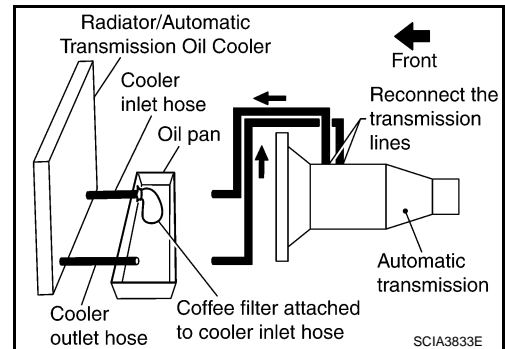 Radiator/Automatic
Transmission Oil Cooler
Cooler
inlet hose
Oil pan
Front
Reconnect the
transmission
lines
Automatic
transmission
Coffee filter attached
to cooler inlet hose
Cooler
outlet hose
SCIA3833E